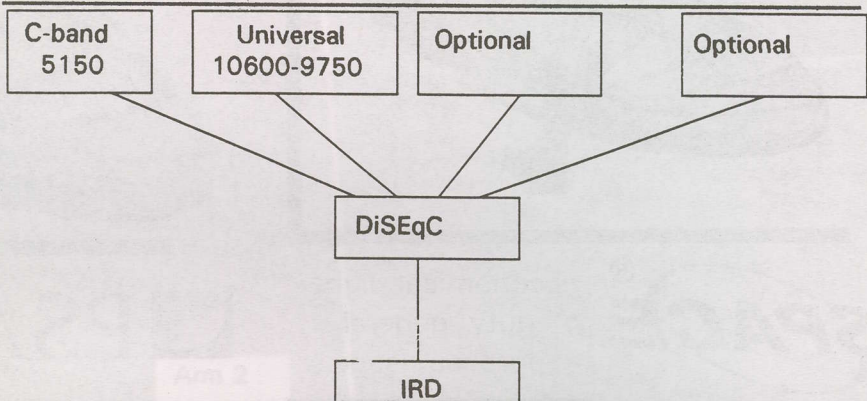 C-band
5150
Universal
10600-9750
Optional
Optional
DiSEqC
IRD